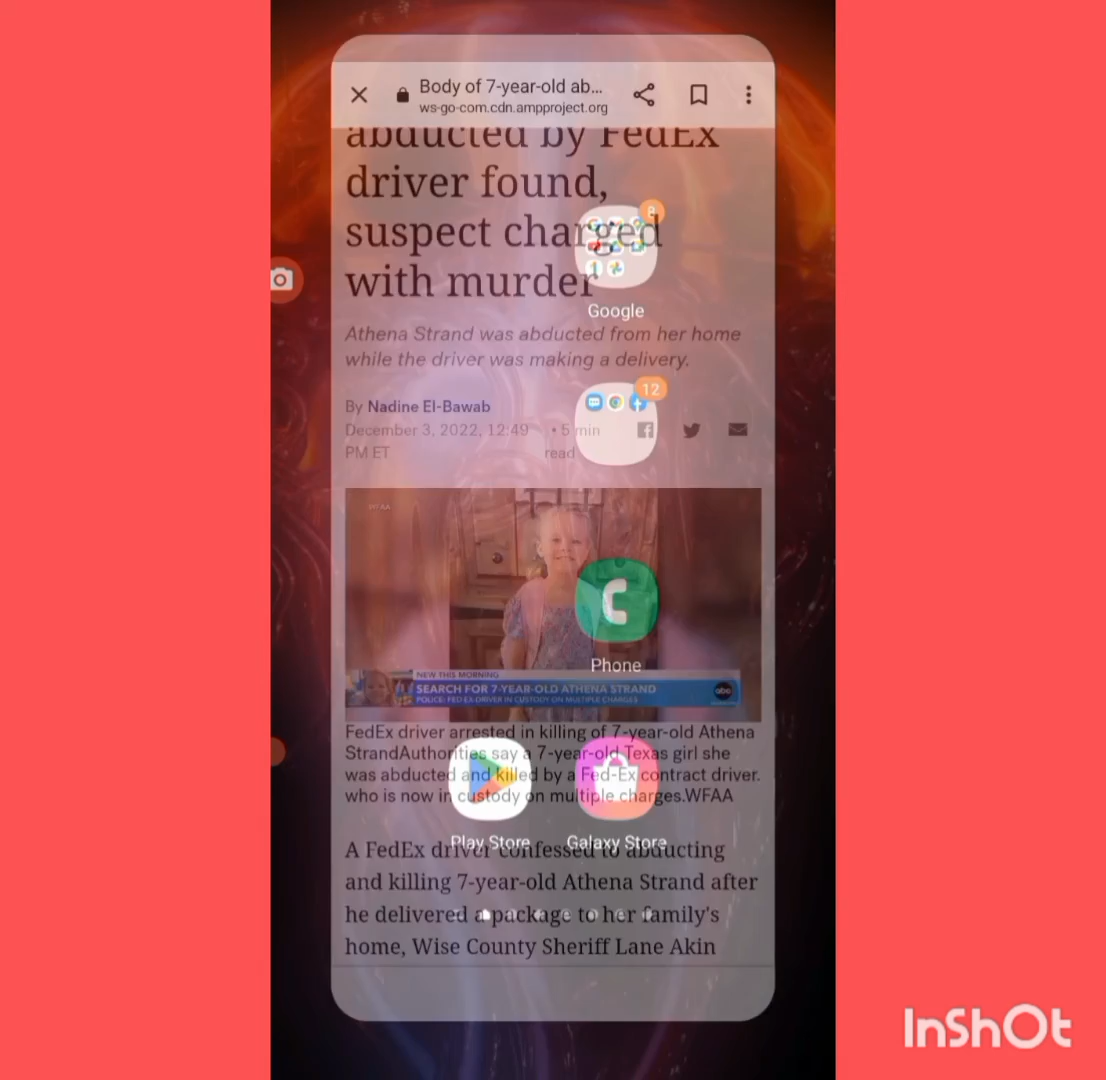 Body of 7-year-old ab...
ws-go-com.cdn.ampproject.org
abducted by FedEx
driver found,
suspect charged
with murder
8
Google
Athena Strand was abducted from her home
while the driver was making a delivery.
12
By Nadine El-Bawab
December 3, 2022, 12:49 • 5 min
PM ET read
WFAA
Phone
NEW THIS MORNING
SEARCH FOR 7-YEAR-OLD ATHENA STRAND
POLICE: FED EX DRIVER IN CUSTODY ON MULTIPLE CHARGES
abc
FedEx driver arrested in killing of 7-year-old Athena
StrandAuthorities say a 7-year-old Texas girl she
was abducted and killed by a Fed-Ex contract driver.
who is now in custody on multiple charges.WFAA
Play Store Galaxy Store
A FedEx driver confessed to abducting
and killing 7-year-old Athena Strand after
he delivered a package to her family's
home, Wise County Sheriff Lane Akin
InShOt